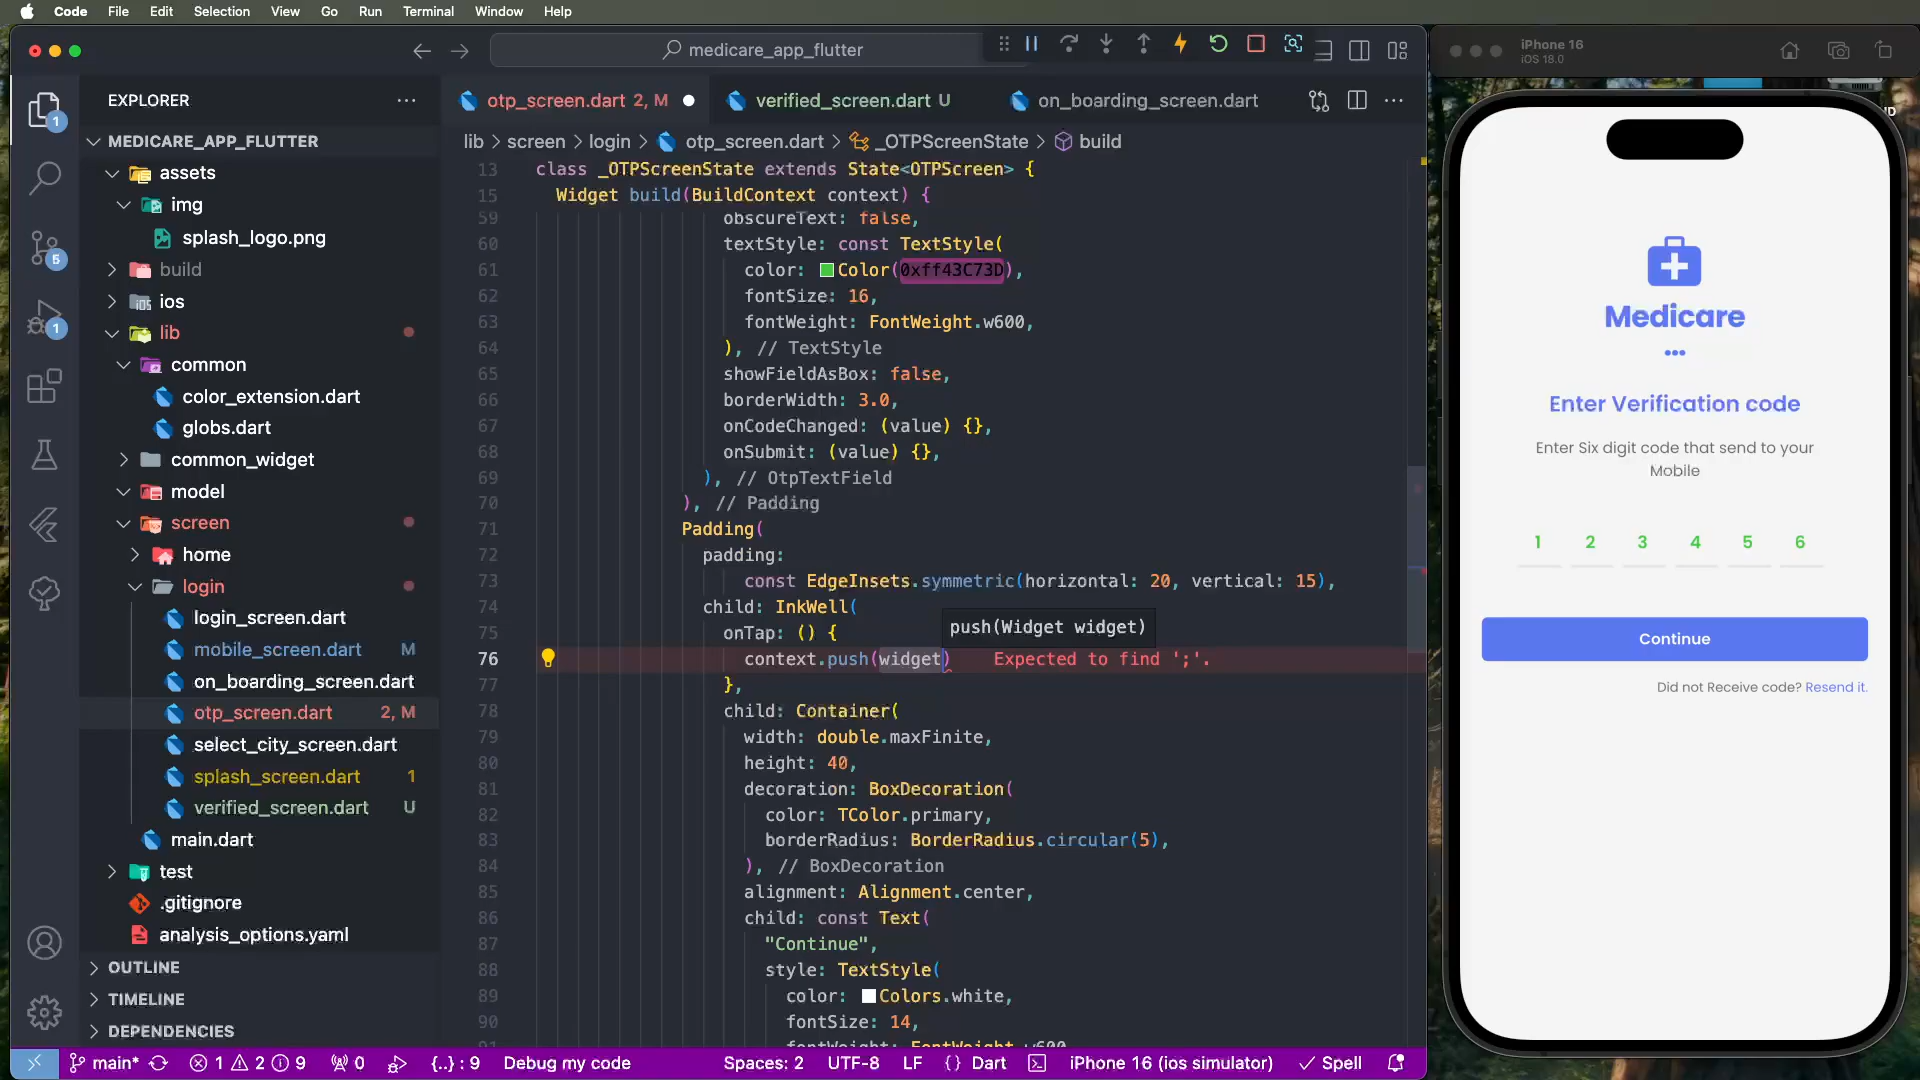 Code File Edit Selection View Go Run Terminal Window Help
medicare_app_flutter
iPhone 16
iOS 18.0
EXPLORER
otp_screen.dart 2, M
verified_screen.dart U
on_boarding_screen.dart
lib > screen > login > otp_screen.dart > _OTPScreenState > build
MEDICARE_APP_FLUTTER
assets
img
splash_logo.png
build
ios
lib
common
color_extension.dart
globs.dart
common_widget
model
screen
home
login
login_screen.dart
mobile_screen.dart M
on_boarding_screen.dart
otp_screen.dart 2, M
select_city_screen.dart
splash_screen.dart 1
verified_screen.dart U
main.dart
test
.gitignore
analysis_options.yaml
OUTLINE
TIMELINE
DEPENDENCIES
1
5
1
13 class _OTPScreenState extends State<OTPScreen> {
15 Widget build(BuildContext context) {
59 obscureText: false,
60 textStyle: const TextStyle(
61 color: Color(0xff43C73D),
62 fontSize: 16,
63 fontWeight: FontWeight.w600,
64 ), // TextStyle
65 showFieldAsBox: false,
66 borderWidth: 3.0,
67 onCodeChanged: (value) {},
68 onSubmit: (value) {},
69 ), // OtpTextField
70 ), // Padding
71 Padding(
72 padding:
73 const EdgeInsets.symmetric(horizontal: 20, vertical: 15),
74 child: InkWell(
push(Widget widget)
75 onTap: () {
76 context.push(widget) Expected to find ';'.
77 },
78 child: Container(
79 width: double.maxFinite,
80 height: 40,
81 decoration: BoxDecoration(
82 color: TColor.primary,
83 borderRadius: BorderRadius.circular(5),
84 ), // BoxDecoration
85 alignment: Alignment.center,
86 child: const Text(
87 "Continue",
88 style: TextStyle(
89 color: Colors.white,
90 fontSize: 14,
91 fontWeight: FontWeight.w600
Medicare
Enter Verification code
Enter Six digit code that send to your
Mobile
1 2 3 4 5 6
Continue
Did not Receive code? Resend it.
main* 1 2 9 0 {..} : 9 Debug my code Spaces: 2 UTF-8 LF {} Dart iPhone 16 (ios simulator) Spell